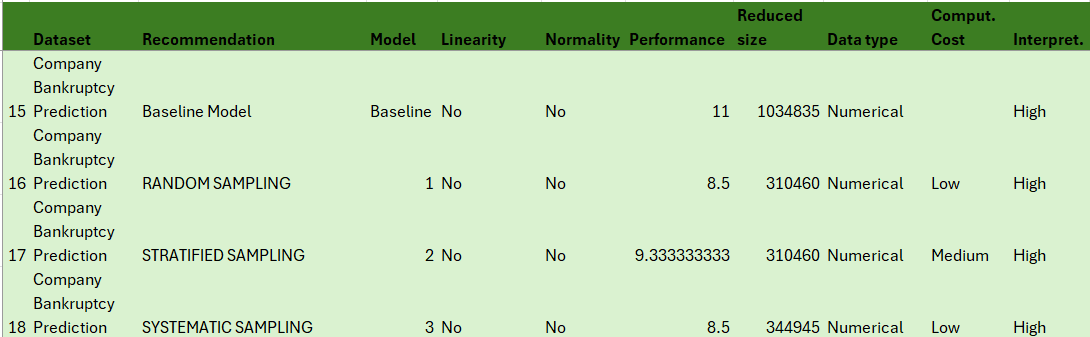 Reduced Comput.
Dataset Recommendation Model Linearity Normality Performance size Data type Cost Interpret.
Company
Bankruptcy
15 Prediction Baseline Model Baseline No No 11 1034835 Numerical High
Company
Bankruptcy
16 Prediction RANDOM SAMPLING 1 No No 8.5 310460 Numerical Low High
Company
Bankruptcy
17 Prediction STRATIFIED SAMPLING 2 No No 9.333333333 310460 Numerical Medium High
Company
Bankruptcy
18 Prediction SYSTEMATIC SAMPLING 3 No No 8.5 344945 Numerical Low High